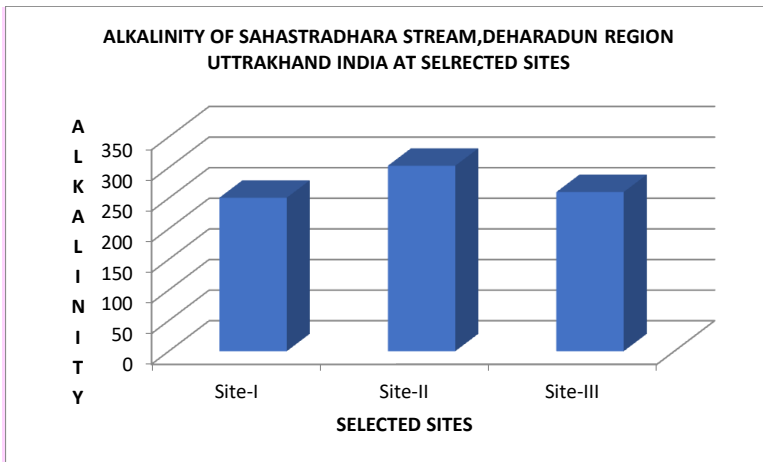 ALKALINITY OF SAHASTRADHARA STREAM,DEHARADUN REGION
UTTRAKHAND INDIA AT SELRECTED SITES
ALKALINITY
350
300
250
200
150
100
50
0
Site-I Site-II Site-III
SELECTED SITES